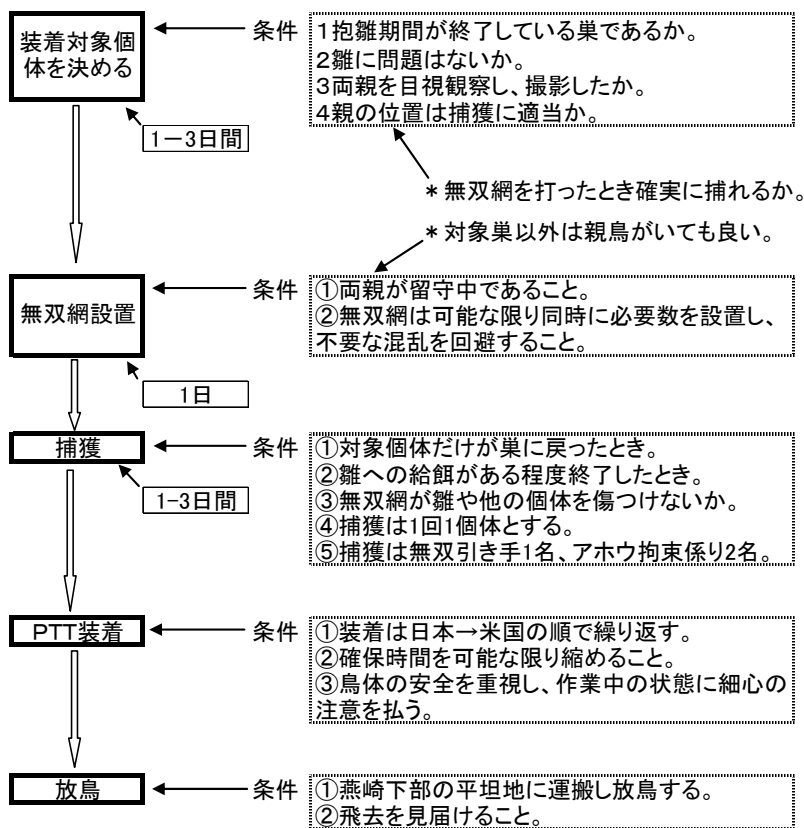 装着対象個
体を決める
条件
1抱雛期間が終了している巣であるか。
2雛に問題はないか。
3両親を目視観察し、撮影したか。
4親の位置は捕獲に適当か。
1－3日間
＊無双網を打ったとき確実に捕れるか。
＊対象巣以外は親鳥がいても良い。
無双網設置
条件
①両親が留守中であること。
②無双網は可能な限り同時に必要数を設置し、
不要な混乱を回避すること。
1日
捕獲
条件
①対象個体だけが巣に戻ったとき。
②雛への給餌がある程度終了したとき。
③無双網が雛や他の個体を傷つけないか。
④捕獲は1回1個体とする。
⑤捕獲は無双引き手1名、アホウ拘束係り2名。
1-3日間
PTT装着
条件
①装着は日本→米国の順で繰り返す。
②確保時間を可能な限り縮めること。
③鳥体の安全を重視し、作業中の状態に細心の
注意を払う。
放鳥
条件
①燕崎下部の平坦地に運搬し放鳥する。
②飛去を見届けること。